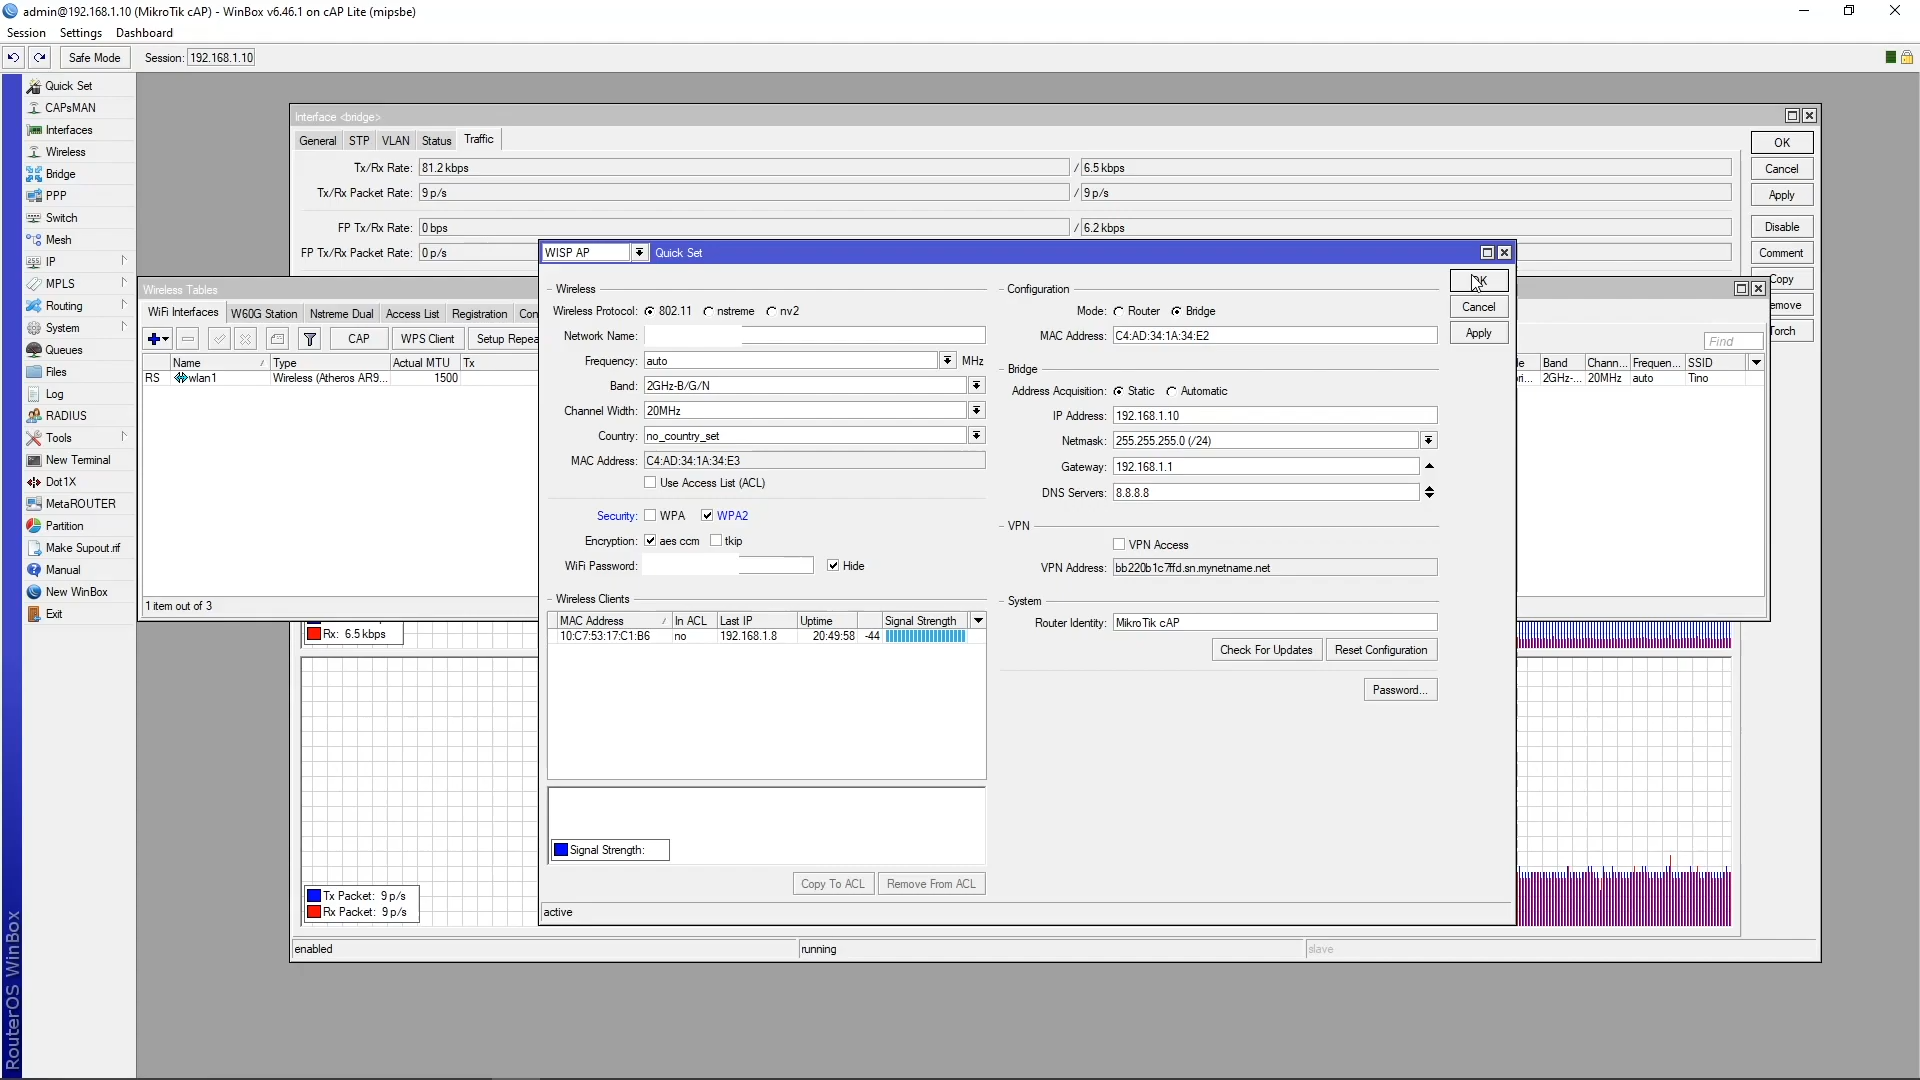 admin@192.168.1.10 (MikroTik cAP) - WinBox v6.46.1 on cAP Lite (mipsbe)
Session Settings Dashboard
Safe Mode Session: 192.168.1.10
Quick Set
CAPsMAN
Interfaces
Wireless
Bridge
PPP
Switch
Mesh
IP
MPLS
Routing
System
Queues
Files
Log
RADIUS
Tools
New Terminal
Dot1X
MetaROUTER
Partition
Make Supout.rif
Manual
New WinBox
Exit
RouterOS WinBox
Interface <bridge>
General STP VLAN Status Traffic
Tx/Rx Rate: 81.2 kbps / 6.5 kbps
Tx/Rx Packet Rate: 9 p/s / 9 p/s
FP Tx/Rx Rate: 0 bps / 6.2 kbps
FP Tx/Rx Packet Rate: 0 p/s
OK
Cancel
Apply
Disable
Comment
Copy
emove
Torch
Rx: 6.5 kbps
Tx Packet: 9 p/s
Rx Packet: 9 p/s
enabled running slave
Wireless Tables
WiFi Interfaces W60G Station Nstreme Dual Access List Registration Con
CAP WPS Client Setup Repea
Find
Name / Type Actual MTU Tx
Band Chann... Frequen... SSID
RS wlan1 Wireless (Atheros AR9... 1500
2GHz-... 20MHz auto Tino
1 item out of 3
WISP AP Quick Set
Wireless
Wireless Protocol: 802.11 nstreme nv2
Network Name:
Frequency: auto MHz
Band: 2GHz-B/G/N
Channel Width: 20MHz
Country: no_country_set
MAC Address: C4:AD:34:1A:34:E3
Use Access List (ACL)
Security: WPA WPA2
Encryption: aes ccm tkip
WiFi Password: Hide
Wireless Clients
MAC Address / In ACL Last IP Uptime Signal Strength
10:C7:53:17:C1:B6 no 192.168.1.8 20:49:58 -44
Signal Strength:
Copy To ACL Remove From ACL
active
Configuration
Mode: Router Bridge
MAC Address: C4:AD:34:1A:34:E2
Bridge
Address Acquisition: Static Automatic
IP Address: 192.168.1.10
Netmask: 255.255.255.0 (/24)
Gateway: 192.168.1.1
DNS Servers: 8.8.8.8
VPN
VPN Access
VPN Address: bb220b1c7ffd.sn.mynetname.net
System
Router Identity: MikroTik cAP
Check For Updates Reset Configuration
Password...
Cancel
Apply